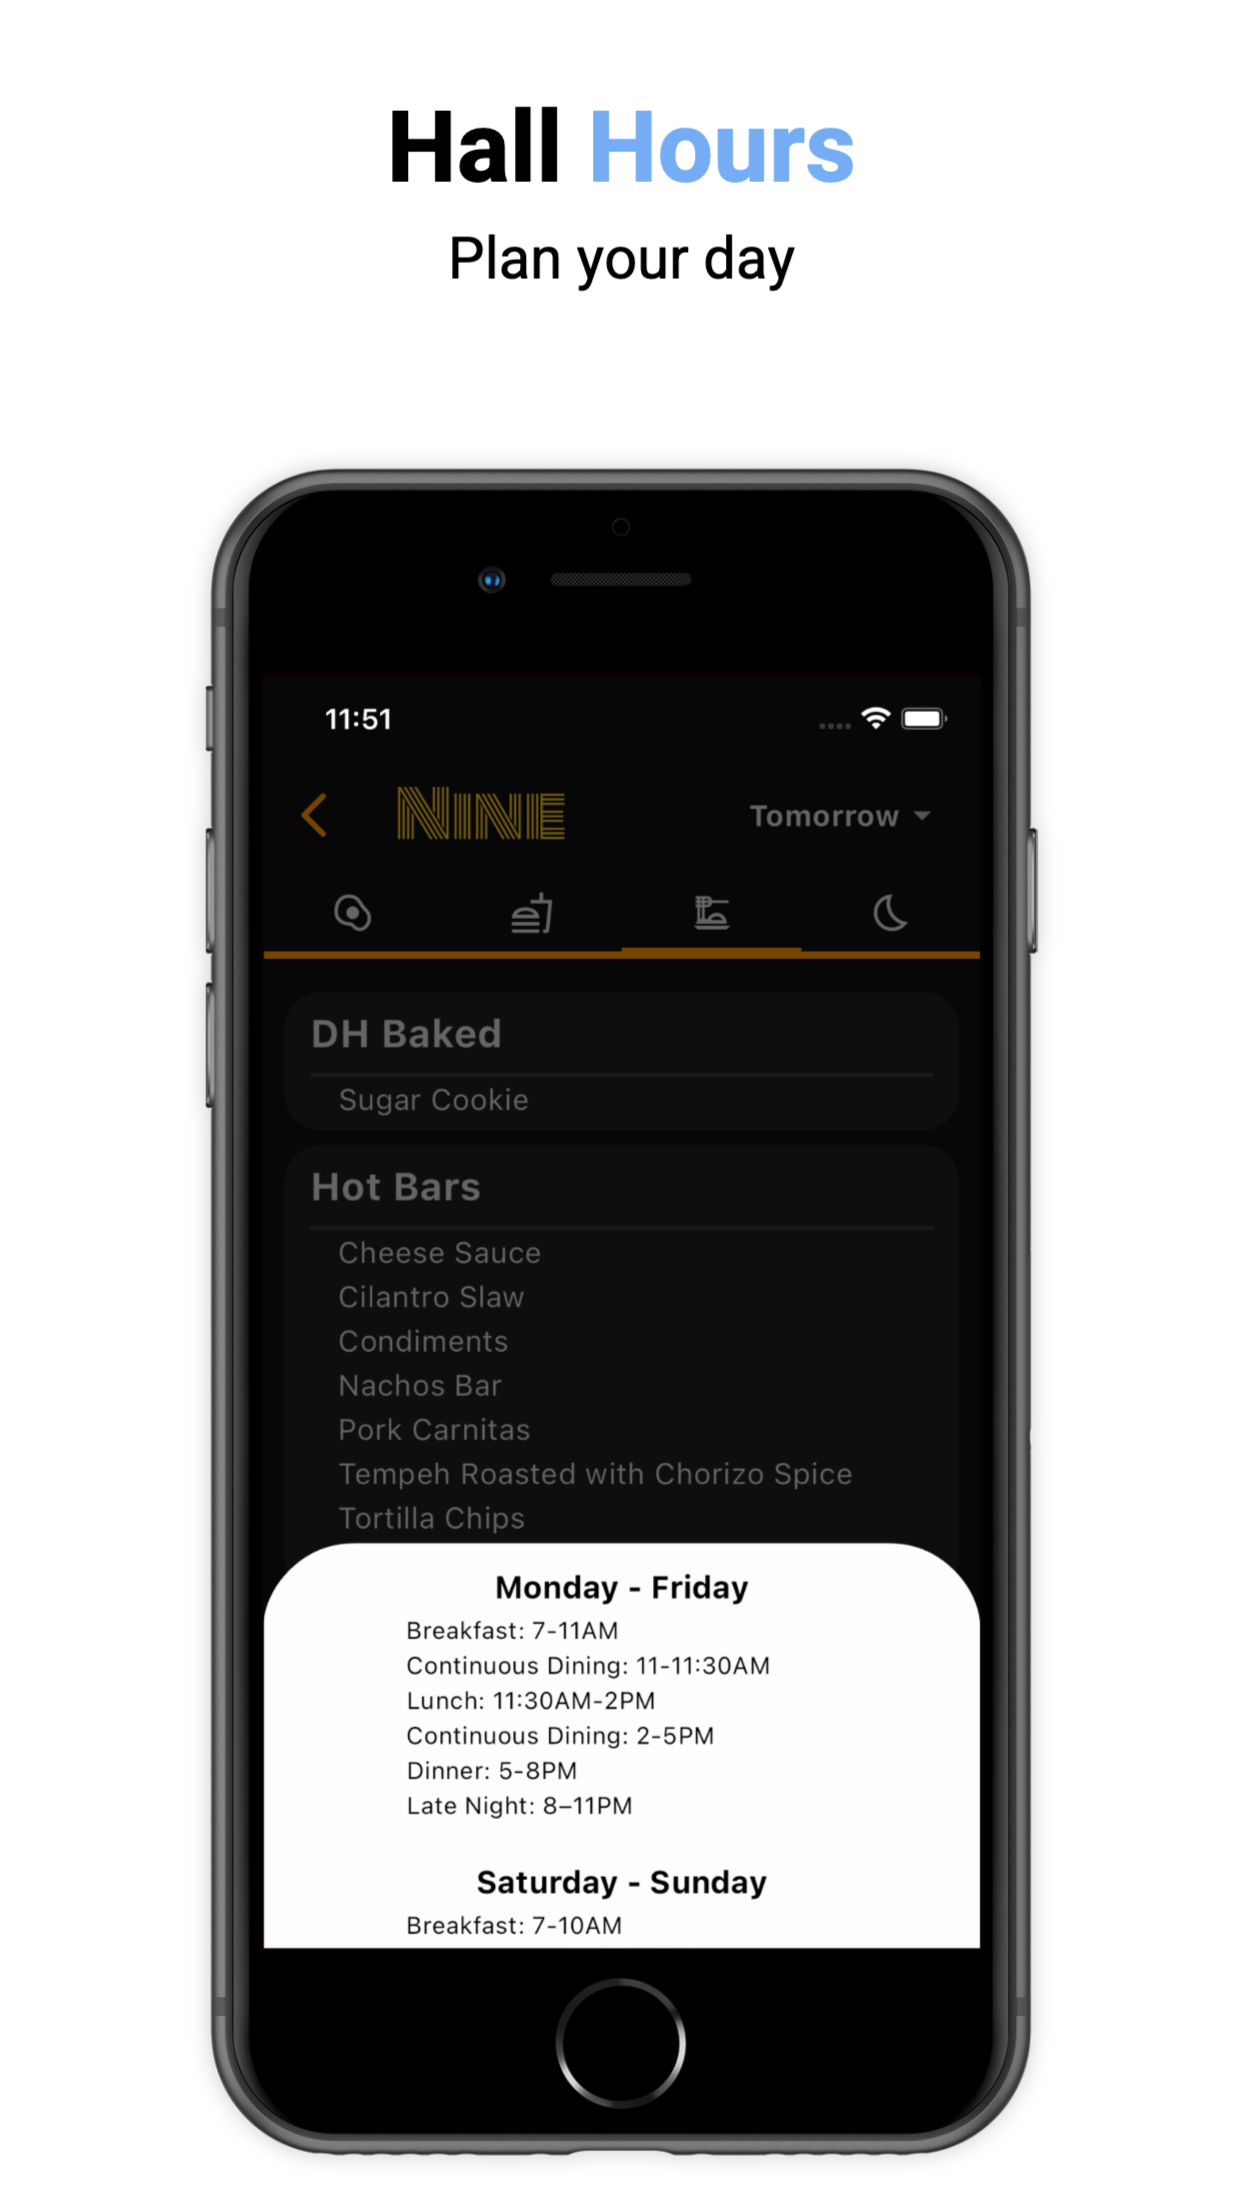 Hall Hours
Plan your day
11:51
NINE
Tomorrow
DH Baked
Sugar Cookie
Hot Bars
Cheese Sauce
Cilantro Slaw
Condiments
Nachos Bar
Pork Carnitas
Tempeh Roasted with Chorizo Spice
Tortilla Chips
Monday - Friday
Breakfast: 7-11AM
Continuous Dining: 11-11:30AM
Lunch: 11:30AM-2PM
Continuous Dining: 2-5PM
Dinner: 5-8PM
Late Night: 8–11PM
Saturday - Sunday
Breakfast: 7-10AM